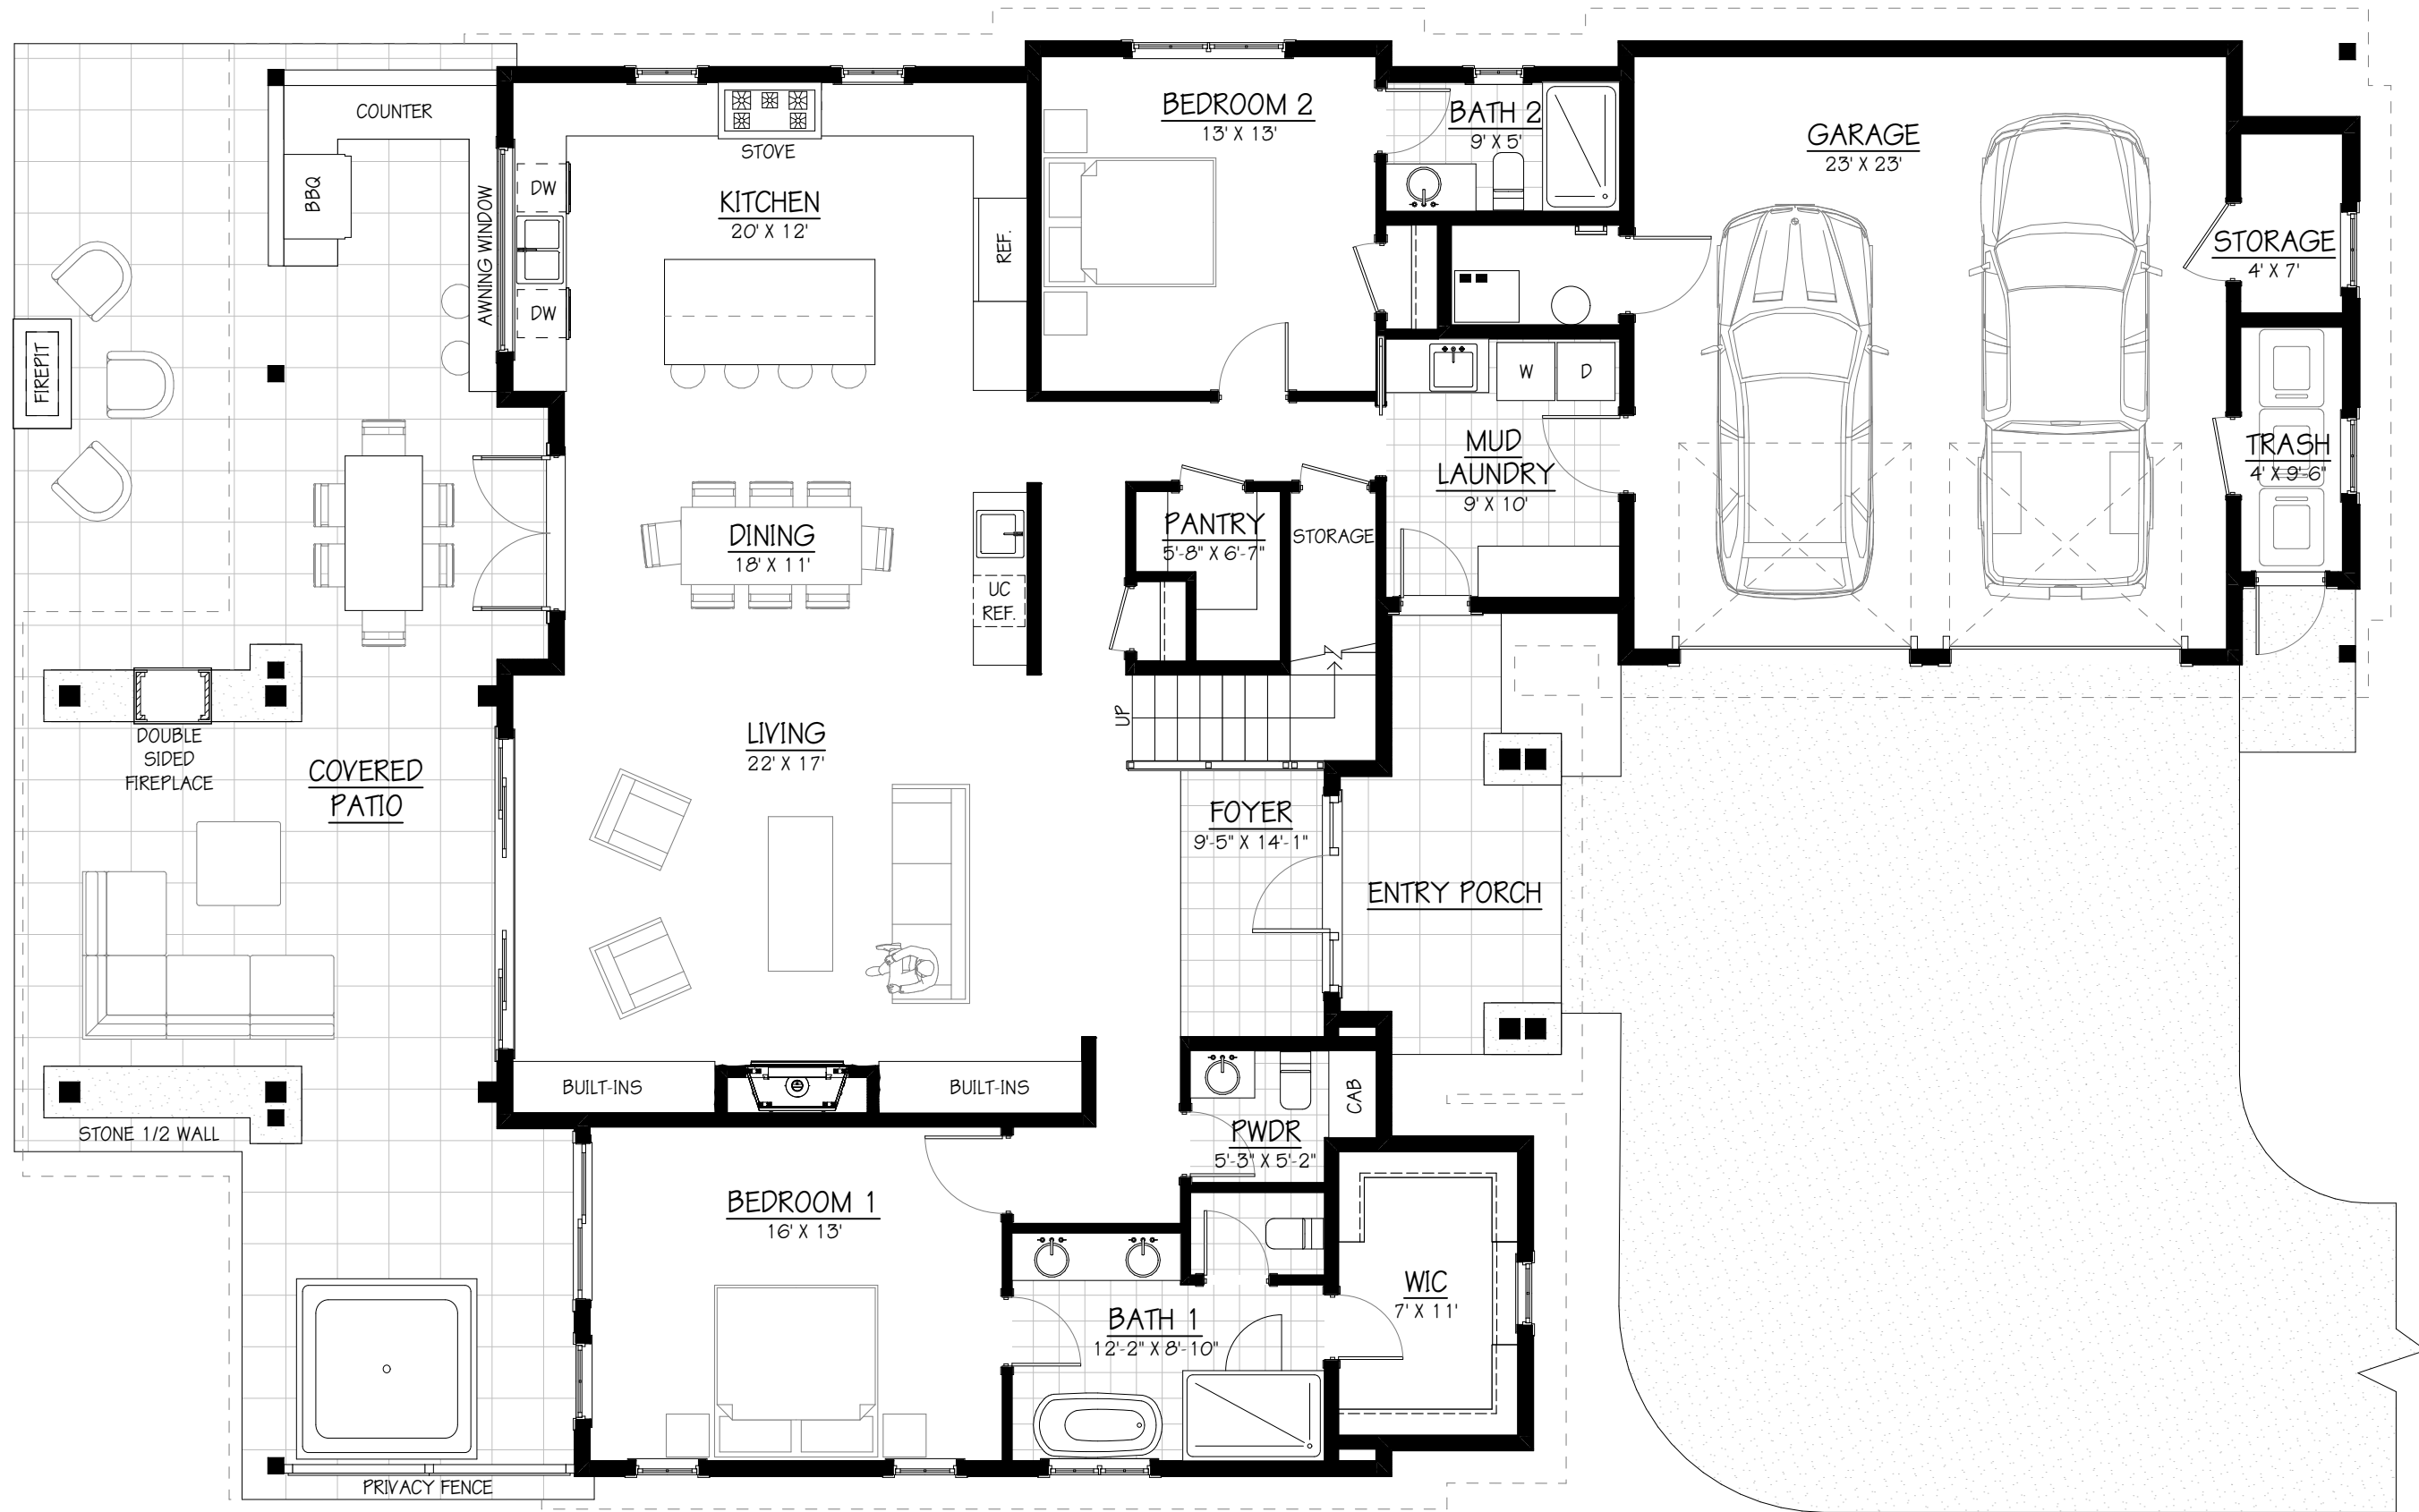 COUNTER
BBQ
AWNING WINDOW
FIREPIT
DW
DW
STOVE
KITCHEN
20' X 12'
REF.
BEDROOM 2
13' X 13'
BATH 2
9' X 5'
GARAGE
23' X 23'
STORAGE
4' X 7'
TRASH
4' X 9'-6"
W
D
MUD
LAUNDRY
9' X 10'
PANTRY
5'-8" X 6'-7"
STORAGE
DINING
18' X 11'
UC
REF.
UP
LIVING
22' X 17'
DOUBLE
SIDED
FIREPLACE
COVERED
PATIO
FOYER
9'-5" X 14'-1"
ENTRY PORCH
BUILT-INS
BUILT-INS
CAB
STONE 1/2 WALL
PWDR
5'-3" X 5'-2"
BEDROOM 1
16' X 13'
WIC
7' X 11'
BATH 1
12'-2" X 8'-10"
PRIVACY FENCE